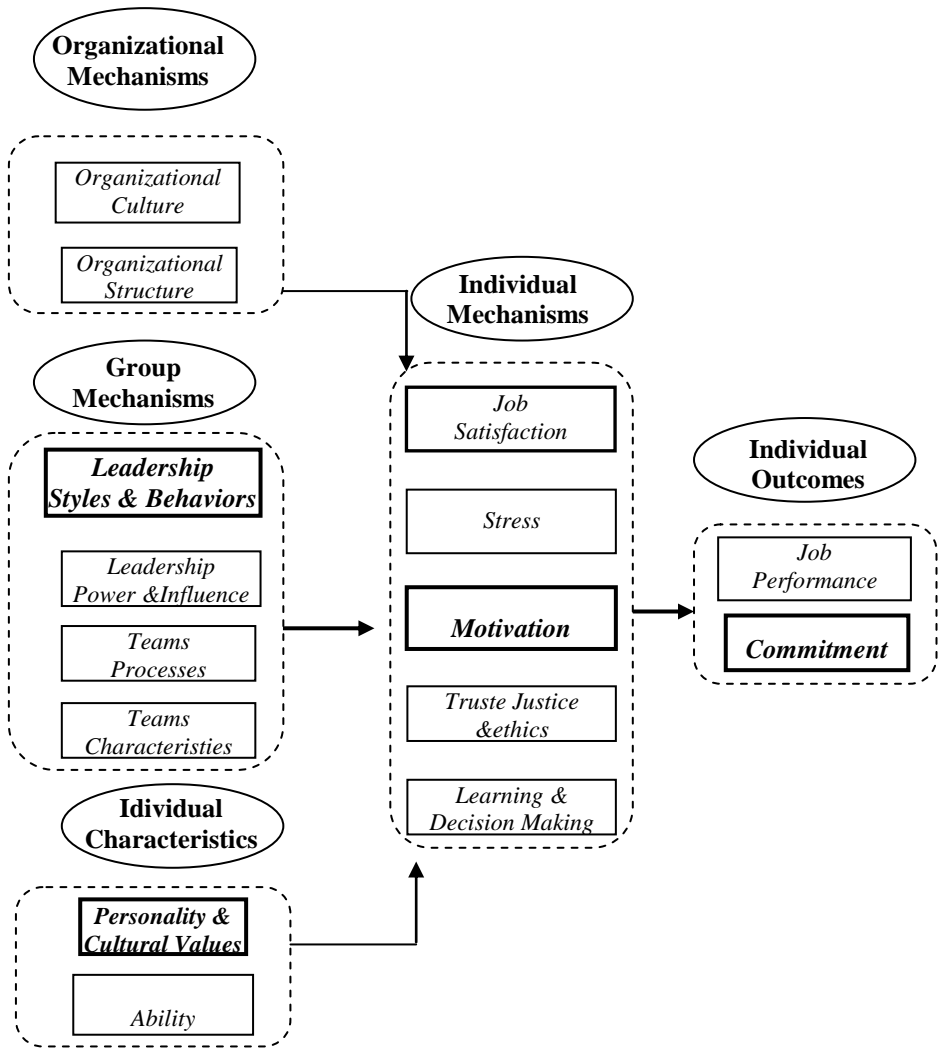 Organizational
Mechanisms
Organizational
Culture
Organizational
Structure
Group
Mechanisms
Leadership
Styles & Behaviors
Leadership
Power &Influence
Teams
Processes
Teams
Characteristies
Idividual
Characteristics
Personality &
Cultural Values
Ability
Individual
Mechanisms
Job
Satisfaction
Stress
Motivation
Truste Justice
&ethics
Learning &
Decision Making
Individual
Outcomes
Job
Performance
Commitment